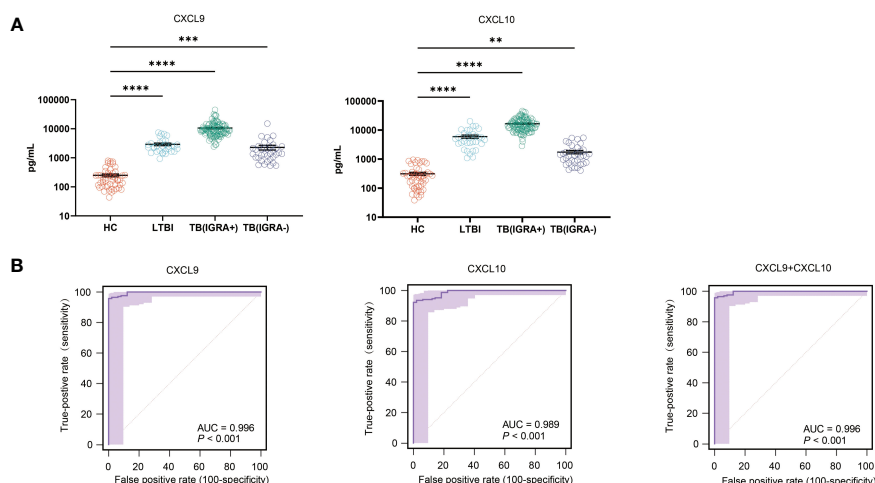 A
CXCL9
CXCL10
***
****
****
**
****
****
100000
10000
1000
100
10
pg/mL
HC
LTBI
TB(IGRA+)
TB(IGRA-)
100000
10000
1000
100
10
pg/mL
HC
LTBI
TB(IGRA+)
TB(IGRA-)
B
CXCL9
100
80
60
40
20
0
True-postive rate (sensitivity)
AUC = 0.996
P < 0.001
0 20 40 60 80 100
False positive rate (100-specificity)
CXCL10
100
80
60
40
20
0
True-postive rate (sensitivity)
AUC = 0.989
P < 0.001
0 20 40 60 80 100
False positive rate (100-specificity)
CXCL9+CXCL10
100
80
60
40
20
0
True-postive rate (sensitivity)
AUC = 0.996
P < 0.001
0 20 40 60 80 100
False positive rate (100-specificity)